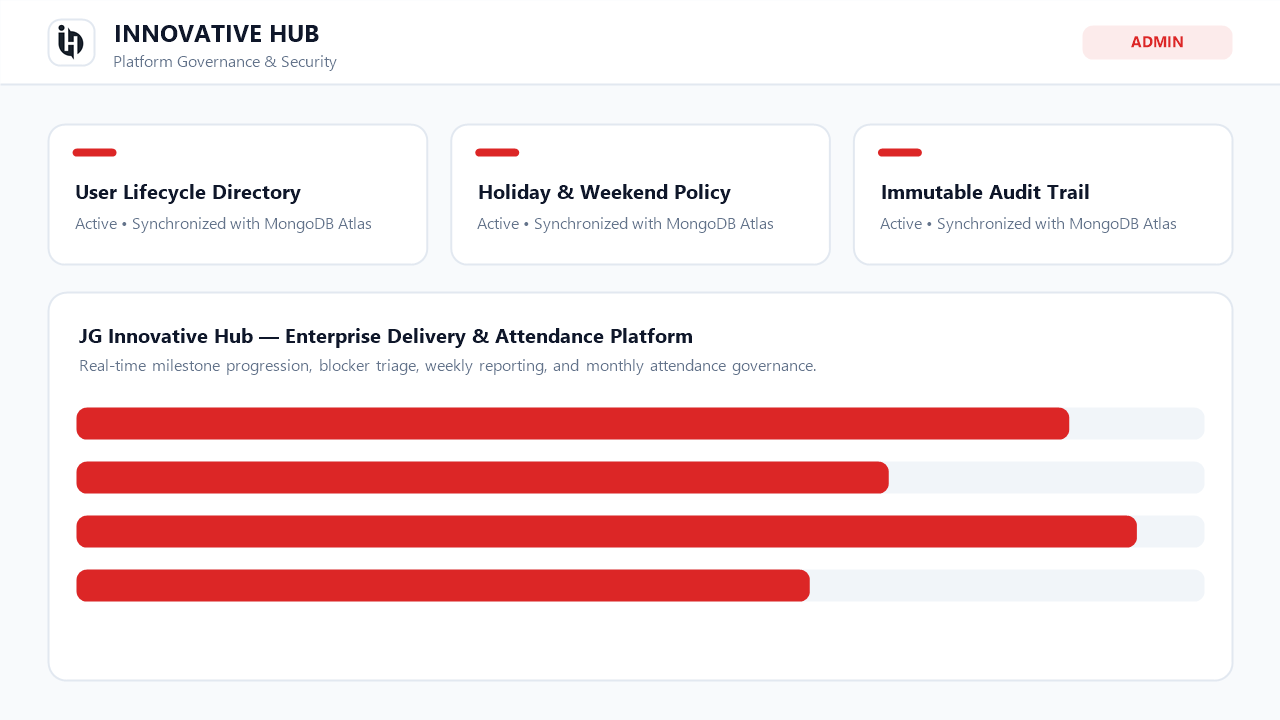 INNOVATIVE HUB
Platform Governance & Security
ADMIN
User Lifecycle Directory
Active • Synchronized with MongoDB Atlas
Holiday & Weekend Policy
Active • Synchronized with MongoDB Atlas
Immutable Audit Trail
Active • Synchronized with MongoDB Atlas
JG Innovative Hub — Enterprise Delivery & Attendance Platform
Real-time milestone progression, blocker triage, weekly reporting, and monthly attendance governance.